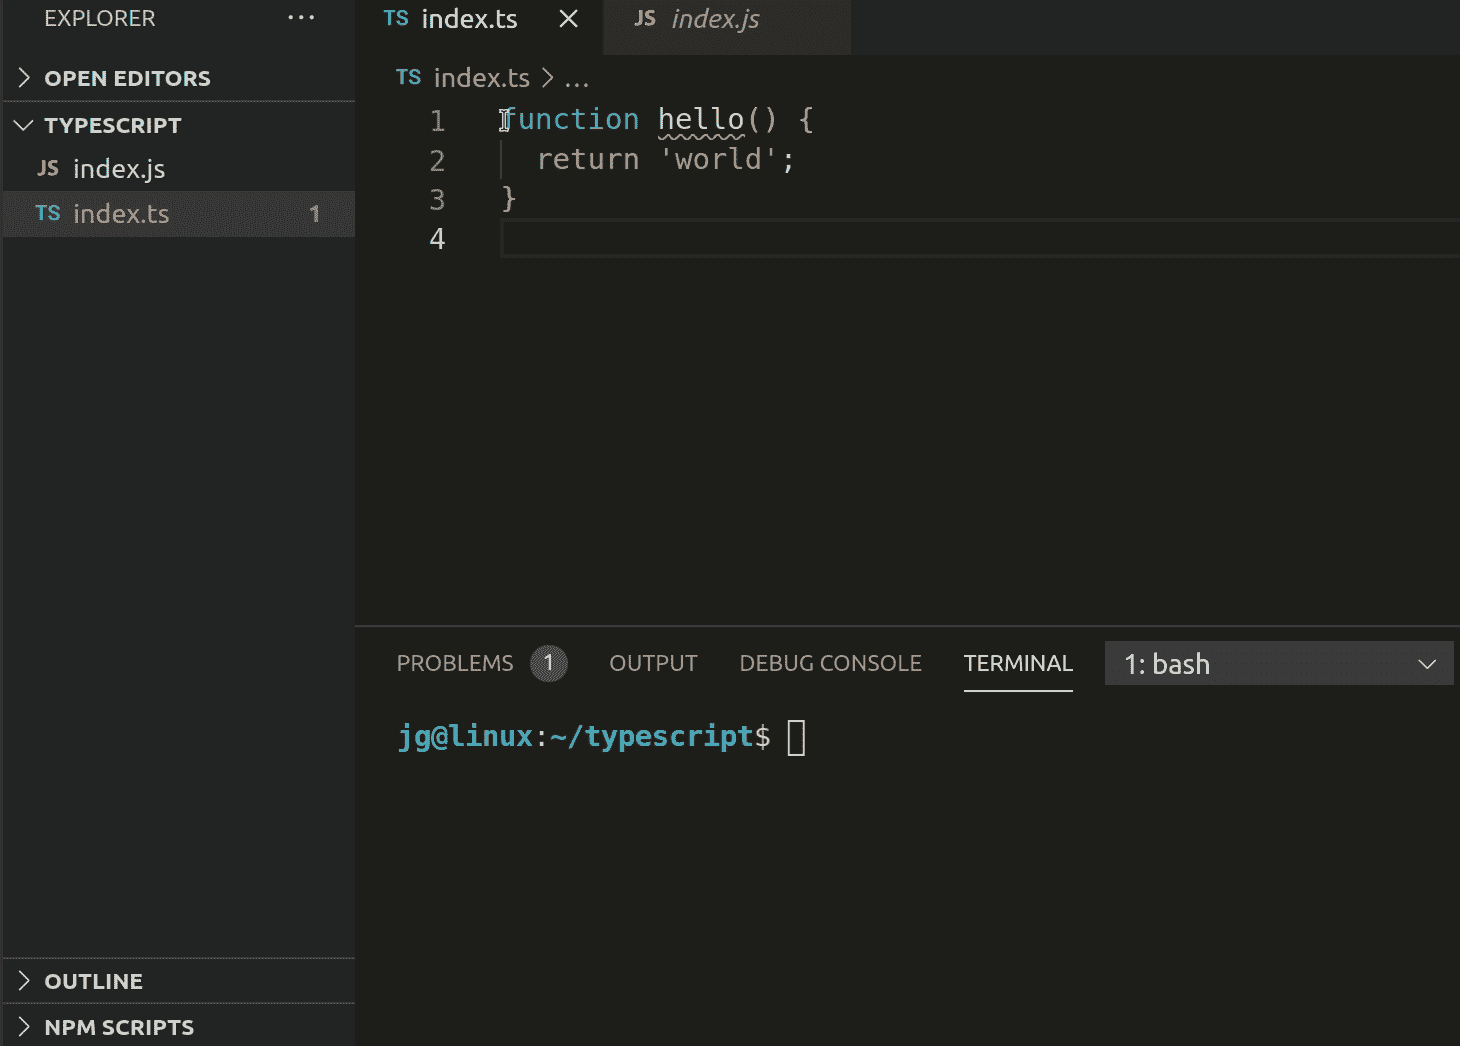 EXPLORER ...
OPEN EDITORS
TYPESCRIPT
JS index.js
TS index.ts 1
OUTLINE
NPM SCRIPTS
TS index.ts × JS index.js
TS index.ts > ...
1 function hello() {
2 return 'world';
3 }
4
PROBLEMS 1 OUTPUT DEBUG CONSOLE TERMINAL 1: bash
jg@linux:~/typescript$